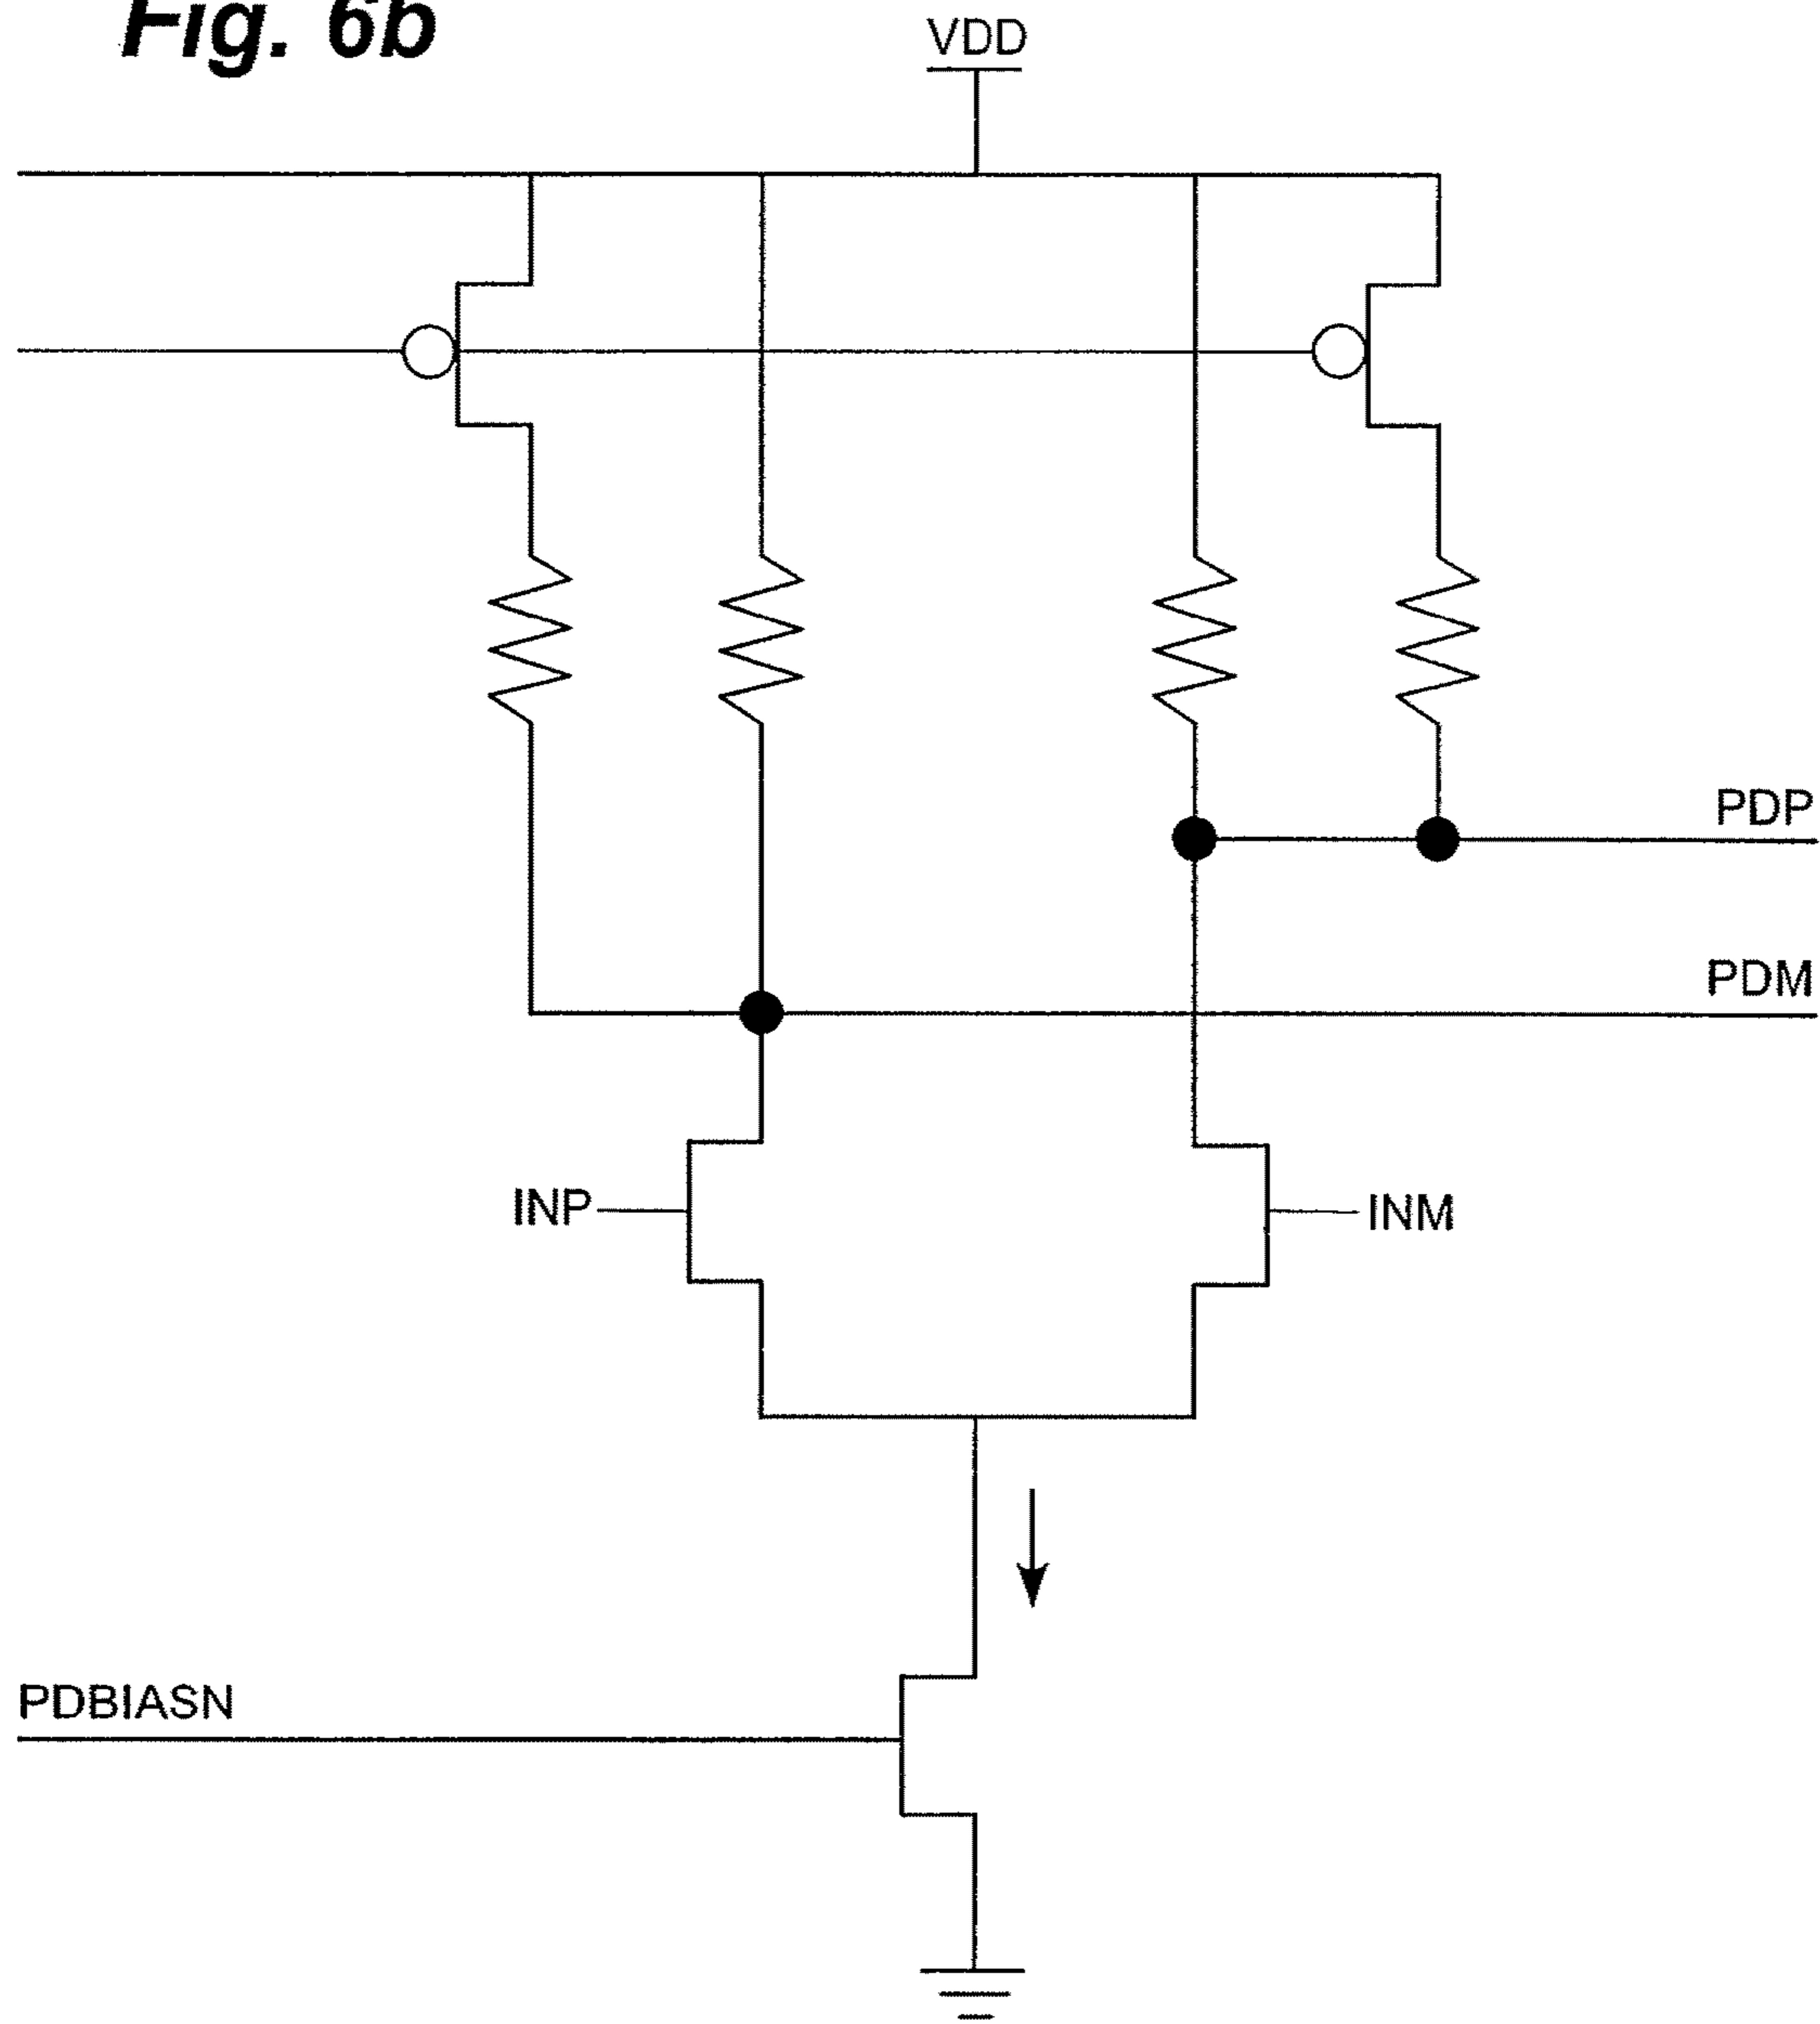 Fig. 6b
VDD
PDP
PDM
INP
INM
PDBIASN